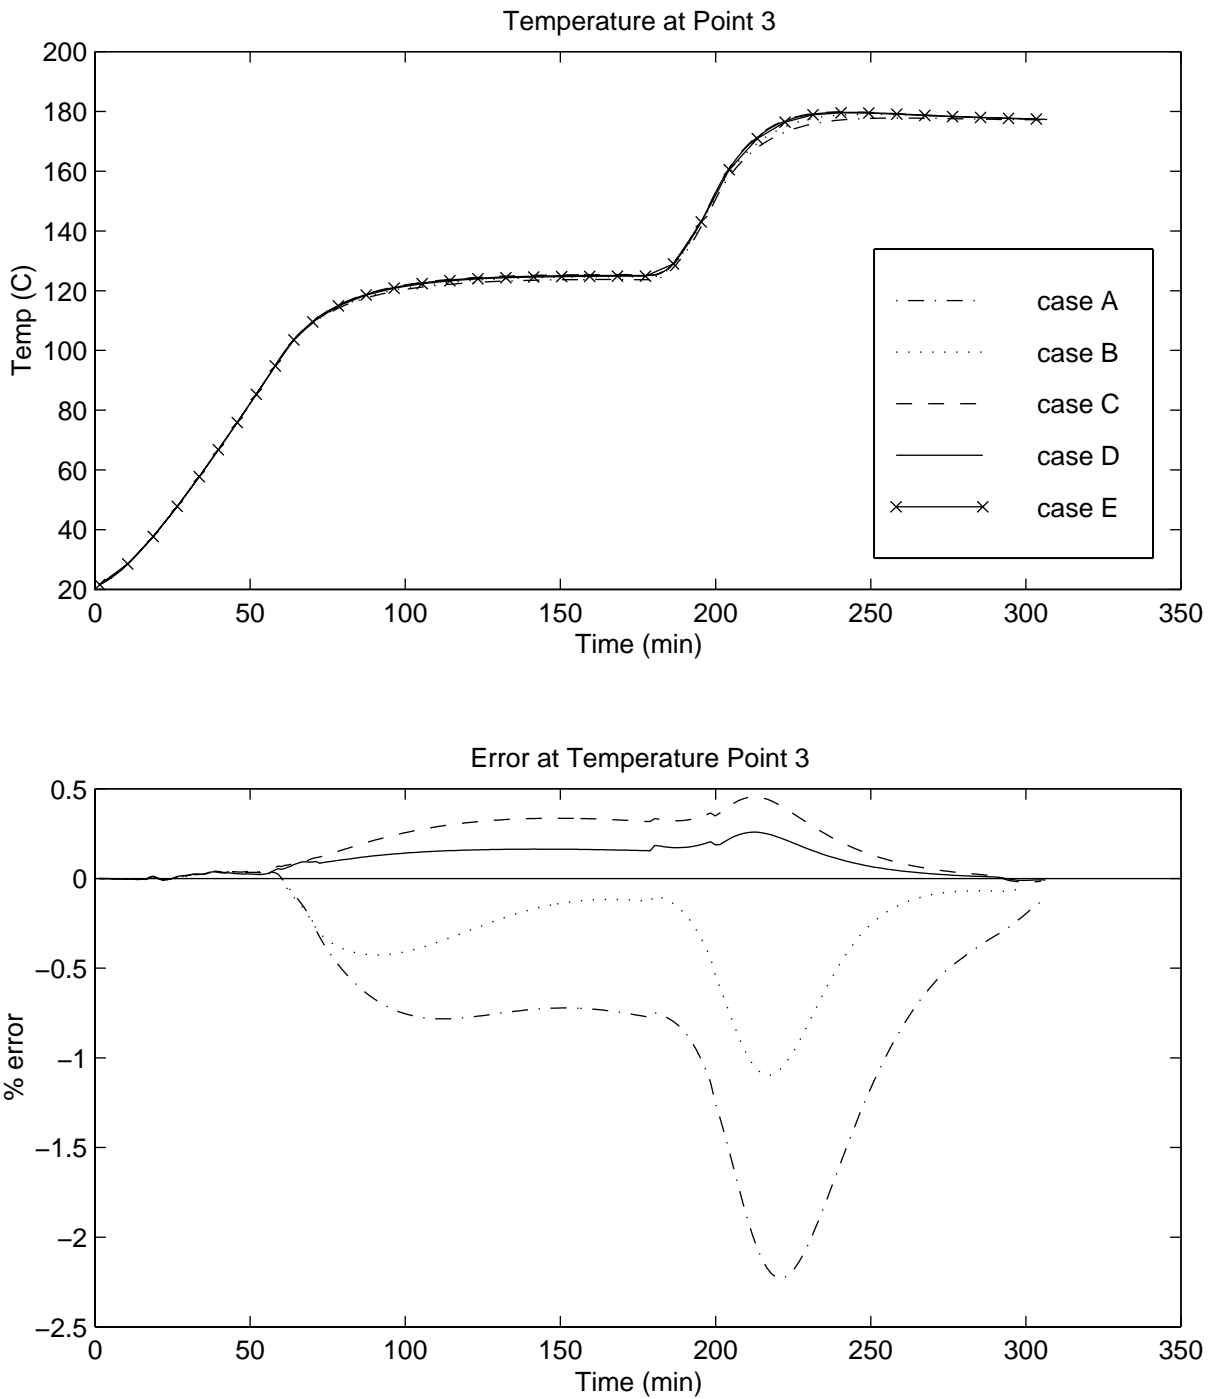 Temperature at Point 3
200
180
160
140
120
100
80
60
40
20
Temp (C)
case A
case B
case C
case D
case E
0 50 100 150 200 250 300 350
Time (min)
Error at Temperature Point 3
0.5
0
−0.5
−1
−1.5
−2
−2.5
% error
0 50 100 150 200 250 300 350
Time (min)